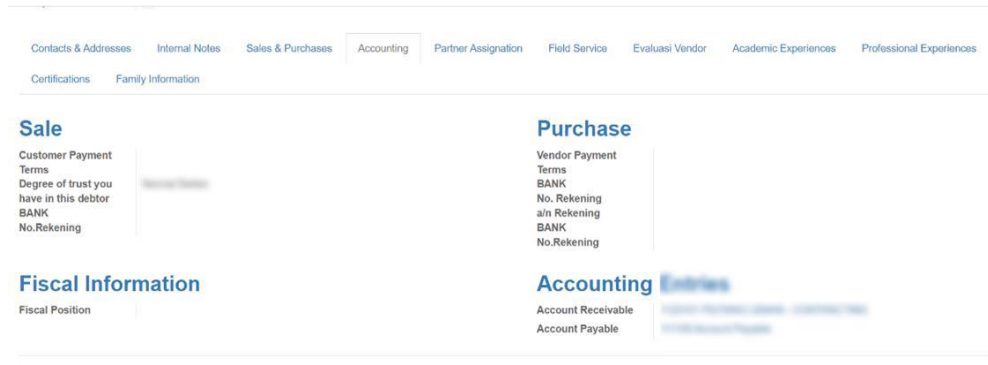 Contacts & Addresses Internal Notes Sales & Purchases Accounting Partner Assignation Field Service Evaluasi Vendor Academic Experiences Professional Experiences
Certifications Family Information
Sale
Customer Payment
Terms
Degree of trust you
have in this debtor
BANK
No.Rekening
Purchase
Vendor Payment
Terms
BANK
No. Rekening
a/n Rekening
BANK
No.Rekening
Fiscal Information
Fiscal Position
Accounting
Account Receivable
Account Payable